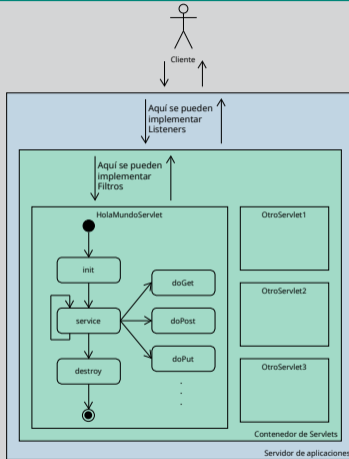 Cliente
Aquí se pueden
implementar
Listeners
Aquí se pueden
implementar
Filtros
HolaMundoServlet
init
service
destroy
doGet
doPost
doPut
.
.
.
OtroServlet1
OtroServlet2
OtroServlet3
Contenedor de Servlets
Servidor de aplicaciones